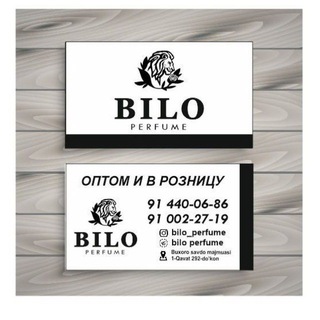 BILO
PERFUME
ОПТОМ И В РОЗНИЦУ
BILO
PERFUME
91 440-06-86
91 002-27-19
bilo_perfume
bilo perfume
Buxoro savdo majmuasi
1-Qavat 292-do'kon